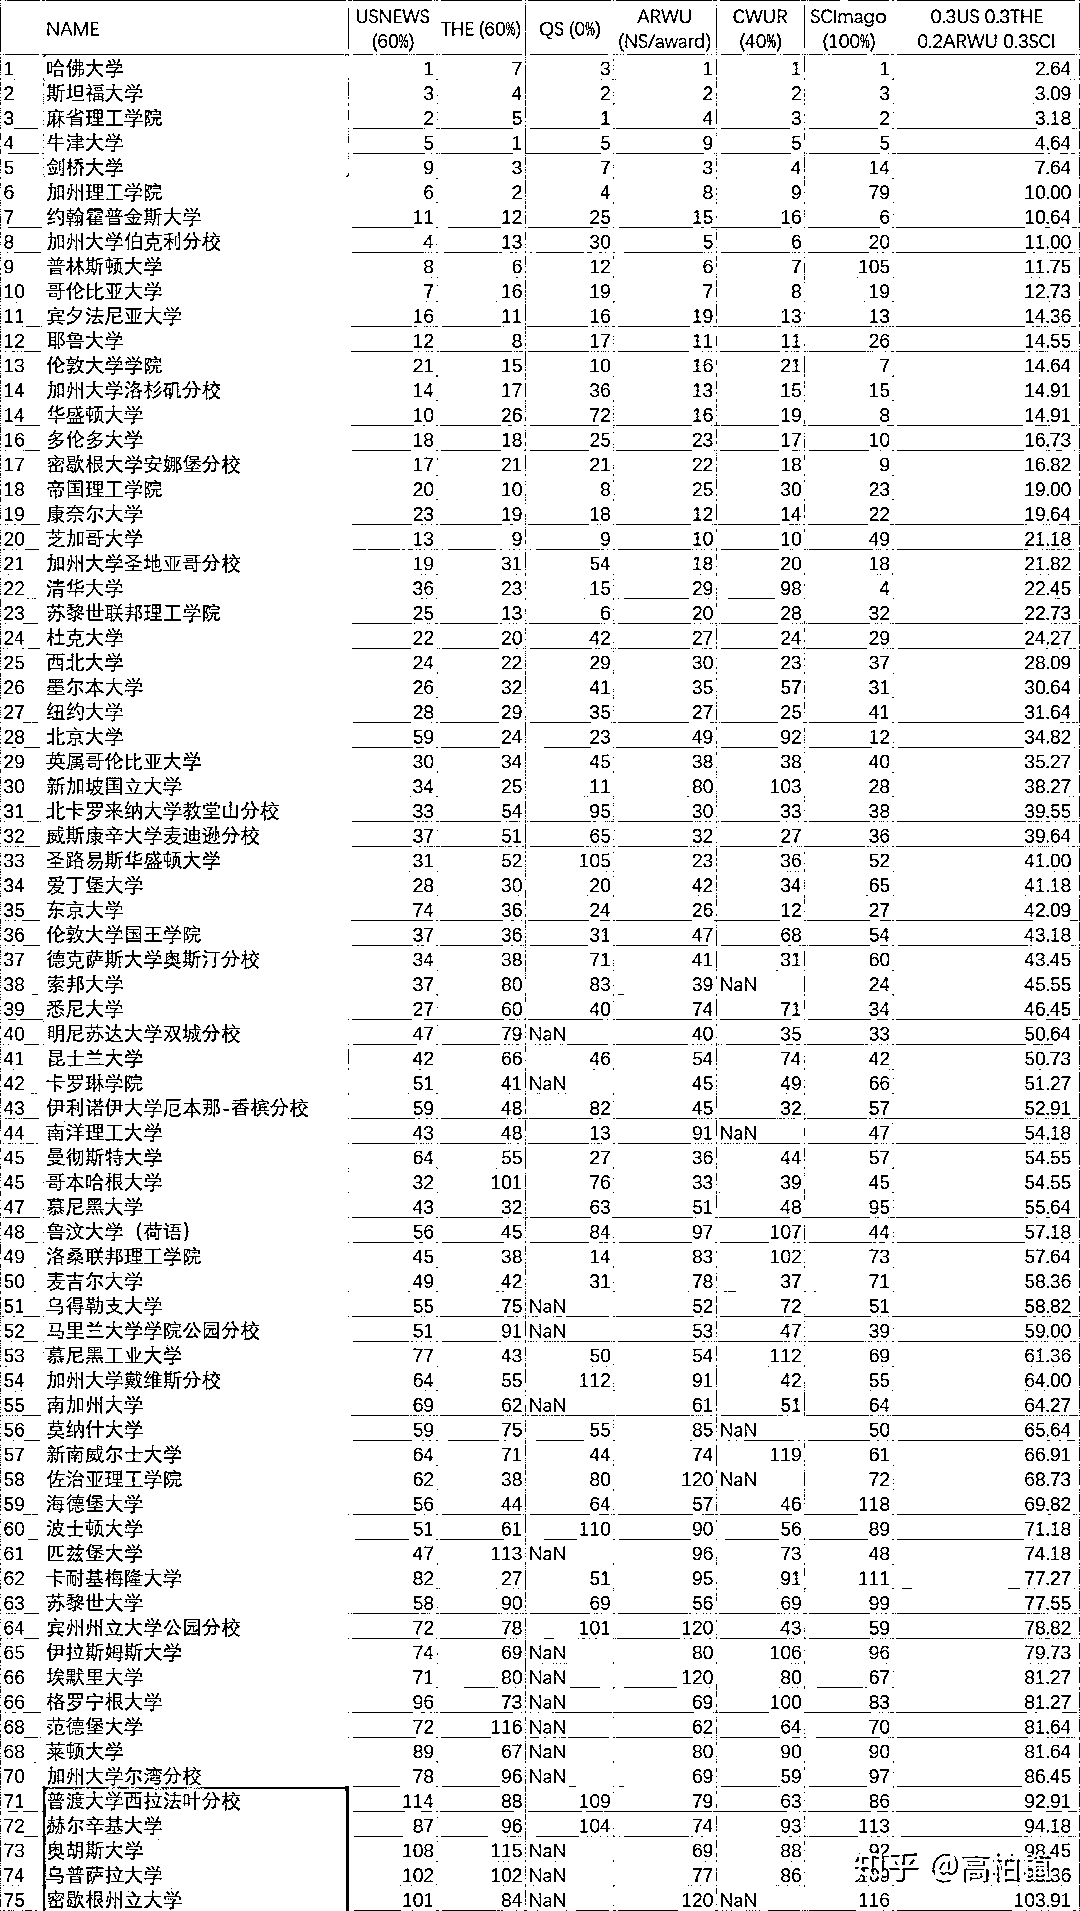 NAME USNEWS (60%) THE (60%) QS (0%) ARWU (NS/award) CWUR (40%) SCImago (100%) 0.3US 0.3THE 0.2ARWU 0.3SCI
1 哈佛大学 1 7 3 1 1 1 2.64
2 斯坦福大学 3 4 2 2 2 3 3.09
3 麻省理工学院 2 5 1 4 3 2 3.18
4 牛津大学 5 1 5 9 5 5 4.64
5 剑桥大学 9 3 7 3 4 14 7.64
6 加州理工学院 6 2 4 8 9 79 10.00
7 约翰霍普金斯大学 11 12 25 15 16 6 10.64
8 加州大学伯克利分校 4 13 30 5 6 20 11.00
9 普林斯顿大学 8 6 12 6 7 105 11.75
10 哥伦比亚大学 7 16 19 7 8 19 12.73
11 宾夕法尼亚大学 16 11 16 19 13 13 14.36
12 耶鲁大学 12 8 17 11 11 26 14.55
13 伦敦大学学院 21 15 10 16 21 7 14.64
14 加州大学洛杉矶分校 14 17 36 13 15 15 14.91
14 华盛顿大学 10 26 72 16 19 8 14.91
16 多伦多大学 18 18 25 23 17 10 16.73
17 密歇根大学安娜堡分校 17 21 21 22 18 9 16.82
18 帝国理工学院 20 10 8 25 30 23 19.00
19 康奈尔大学 23 19 18 12 14 22 19.64
20 芝加哥大学 13 9 9 10 10 49 21.18
21 加州大学圣地亚哥分校 19 31 54 18 20 18 21.82
22 清华大学 36 23 15 29 98 4 22.45
23 苏黎世联邦理工学院 25 13 6 20 28 32 22.73
24 杜克大学 22 20 42 27 24 29 24.27
25 西北大学 24 22 29 30 23 37 28.09
26 墨尔本大学 26 32 41 35 57 31 30.64
27 纽约大学 28 29 35 27 25 41 31.64
28 北京大学 59 24 23 49 92 12 34.82
29 英属哥伦比亚大学 30 34 45 38 38 40 35.27
30 新加坡国立大学 34 25 11 80 103 28 38.27
31 北卡罗来纳大学教堂山分校 33 54 95 30 33 38 39.55
32 威斯康辛大学麦迪逊分校 37 51 65 32 27 36 39.64
33 圣路易斯华盛顿大学 31 52 105 23 36 52 41.00
34 爱丁堡大学 28 30 20 42 34 65 41.18
35 东京大学 74 36 24 26 12 27 42.09
36 伦敦大学国王学院 37 36 31 47 68 54 43.18
37 德克萨斯大学奥斯汀分校 34 38 71 41 31 60 43.45
38 索邦大学 37 80 83 39 NaN 24 45.55
39 悉尼大学 27 60 40 74 71 34 46.45
40 明尼苏达大学双城分校 47 79 NaN 40 35 33 50.64
41 昆士兰大学 42 66 46 54 74 42 50.73
42 卡罗琳学院 51 41 NaN 45 49 66 51.27
43 伊利诺伊大学厄本那-香槟分校 59 48 82 45 32 57 52.91
44 南洋理工大学 43 48 13 91 NaN 47 54.18
45 曼彻斯特大学 64 55 27 36 44 57 54.55
45 哥本哈根大学 32 101 76 33 39 45 54.55
47 慕尼黑大学 43 32 63 51 48 95 55.64
48 鲁汶大学（荷语） 56 45 84 97 107 44 57.18
49 洛桑联邦理工学院 45 38 14 83 102 73 57.64
50 麦吉尔大学 49 42 31 78 37 71 58.36
51 乌得勒支大学 55 75 NaN 52 72 51 58.82
52 马里兰大学学院公园分校 51 91 NaN 53 47 39 59.00
53 慕尼黑工业大学 77 43 50 54 112 69 61.36
54 加州大学戴维斯分校 64 55 112 91 42 55 64.00
55 南加州大学 69 62 NaN 61 51 64 64.27
56 莫纳什大学 59 75 55 85 NaN 50 65.64
57 新南威尔士大学 64 71 44 74 119 61 66.91
58 佐治亚理工学院 62 38 80 120 NaN 72 68.73
59 海德堡大学 56 44 64 57 46 118 69.82
60 波士顿大学 51 61 110 90 56 89 71.18
61 匹兹堡大学 47 113 NaN 96 73 48 74.18
62 卡耐基梅隆大学 82 27 51 95 91 111 77.27
63 苏黎世大学 58 90 69 56 69 99 77.55
64 宾州州立大学公园分校 72 78 101 120 43 59 78.82
65 伊拉斯姆斯大学 74 69 NaN 80 106 96 79.73
66 埃默里大学 71 80 NaN 120 80 67 81.27
66 格罗宁根大学 96 73 NaN 69 100 83 81.27
68 范德堡大学 72 116 NaN 62 64 70 81.64
68 莱顿大学 89 67 NaN 80 90 90 81.64
70 加州大学尔湾分校 78 96 NaN 69 59 97 86.45
71 普渡大学西拉法叶分校 114 88 109 79 63 86 92.91
72 赫尔辛基大学 87 96 104 74 93 113 94.18
73 奥胡斯大学 108 115 NaN 69 88 92 98.45
74 乌普萨拉大学 102 102 NaN 77 86
75 密歇根州立大学 101 84 NaN 120 NaN 116 103.91
知乎 @高怕